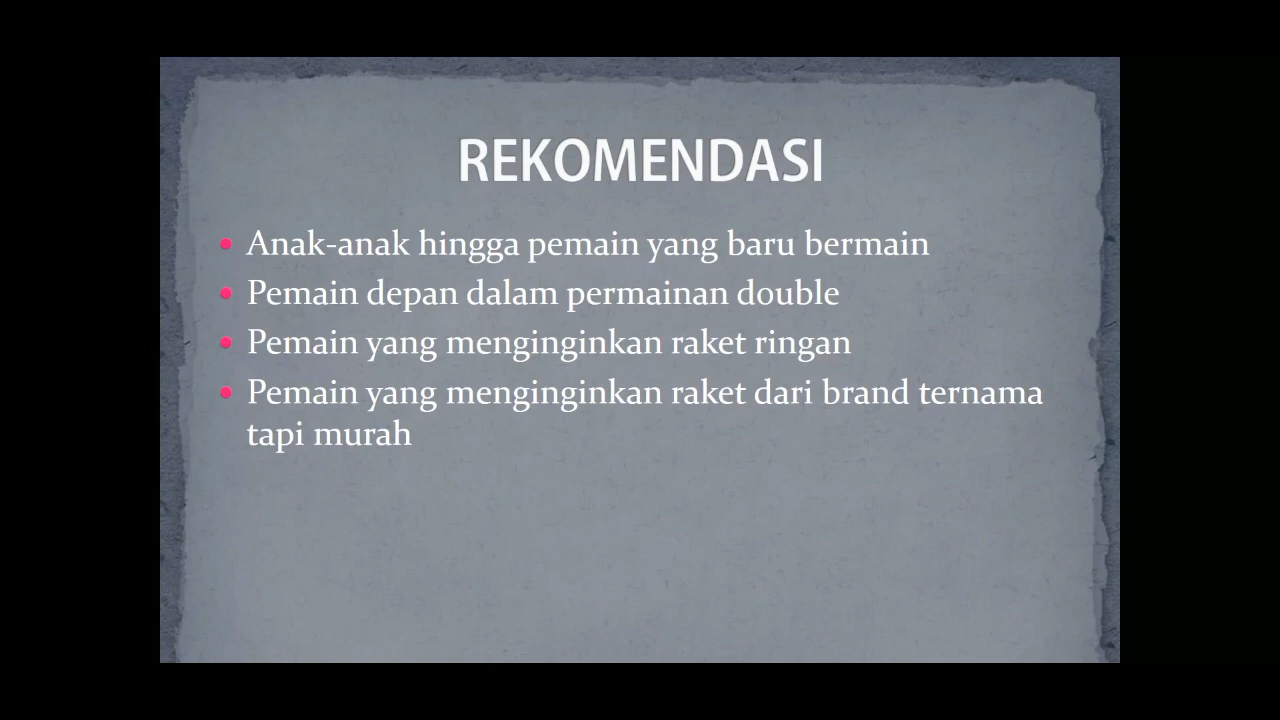 REKOMENDASI
Anak-anak hingga pemain yang baru bermain
Pemain depan dalam permainan double
Pemain yang menginginkan raket ringan
Pemain yang menginginkan raket dari brand ternama
tapi murah